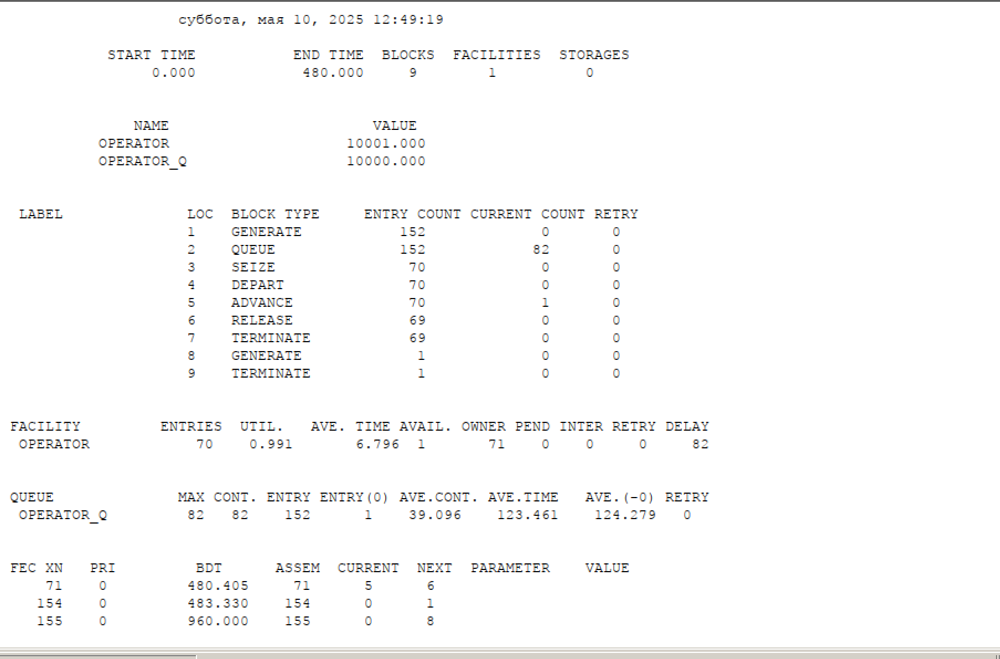 суббота, мая 10, 2025 12:49:19
START TIME END TIME BLOCKS FACILITIES STORAGES
0.000 480.000 9 1 0
NAME VALUE
OPERATOR 10001.000
OPERATOR_Q 10000.000
LABEL LOC BLOCK TYPE ENTRY COUNT CURRENT COUNT RETRY
1 GENERATE 152 0 0
2 QUEUE 152 82 0
3 SEIZE 70 0 0
4 DEPART 70 0 0
5 ADVANCE 70 1 0
6 RELEASE 69 0 0
7 TERMINATE 69 0 0
8 GENERATE 1 0 0
9 TERMINATE 1 0 0
FACILITY ENTRIES UTIL. AVE. TIME AVAIL. OWNER PEND INTER RETRY DELAY
OPERATOR 70 0.991 6.796 1 71 0 0 0 82
QUEUE MAX CONT. ENTRY ENTRY(0) AVE.CONT. AVE.TIME AVE.(-0) RETRY
OPERATOR_Q 82 82 152 1 39.096 123.461 124.279 0
FEC XN PRI BDT ASSEM CURRENT NEXT PARAMETER VALUE
71 0 480.405 71 5 6
154 0 483.330 154 0 1
155 0 960.000 155 0 8